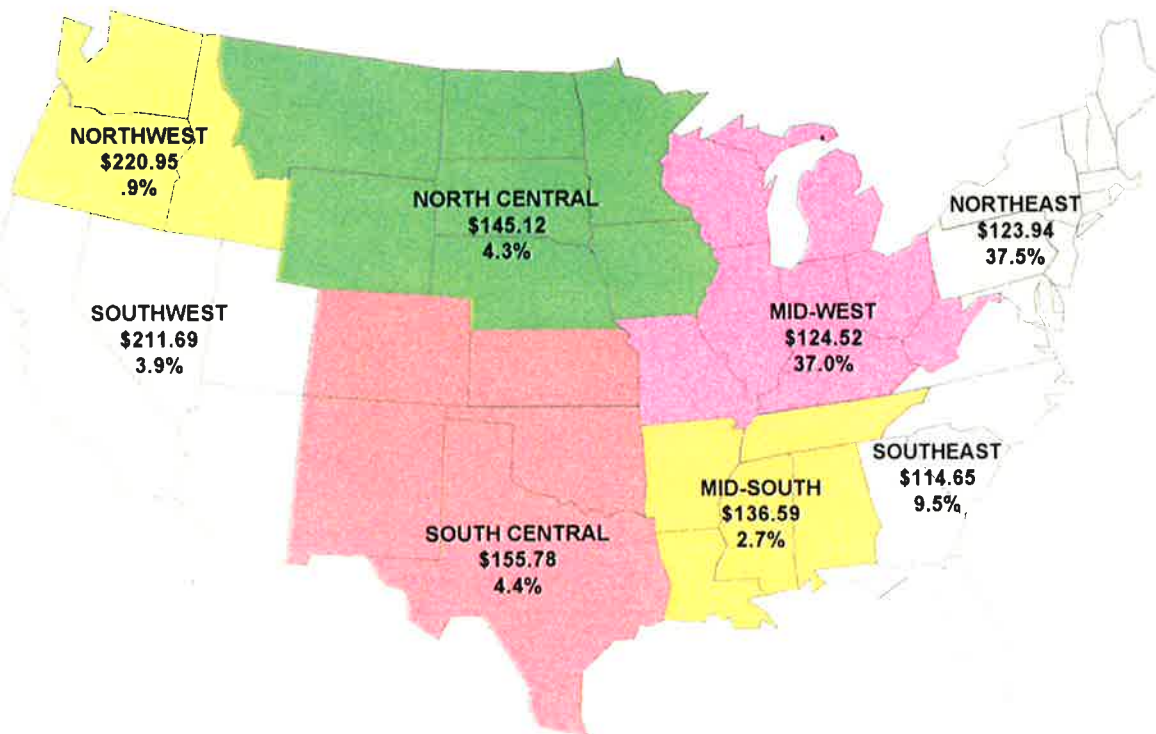 NORTHWEST
$220.95
.9%
NORTH CENTRAL
$145.12
4.3%
NORTHEAST
$123.94
37.5%
SOUTHWEST
$211.69
3.9%
MID-WEST
$124.52
37.0%
SOUTHEAST
$114.65
9.5%
MID-SOUTH
$136.59
2.7%
SOUTH CENTRAL
$155.78
4.4%